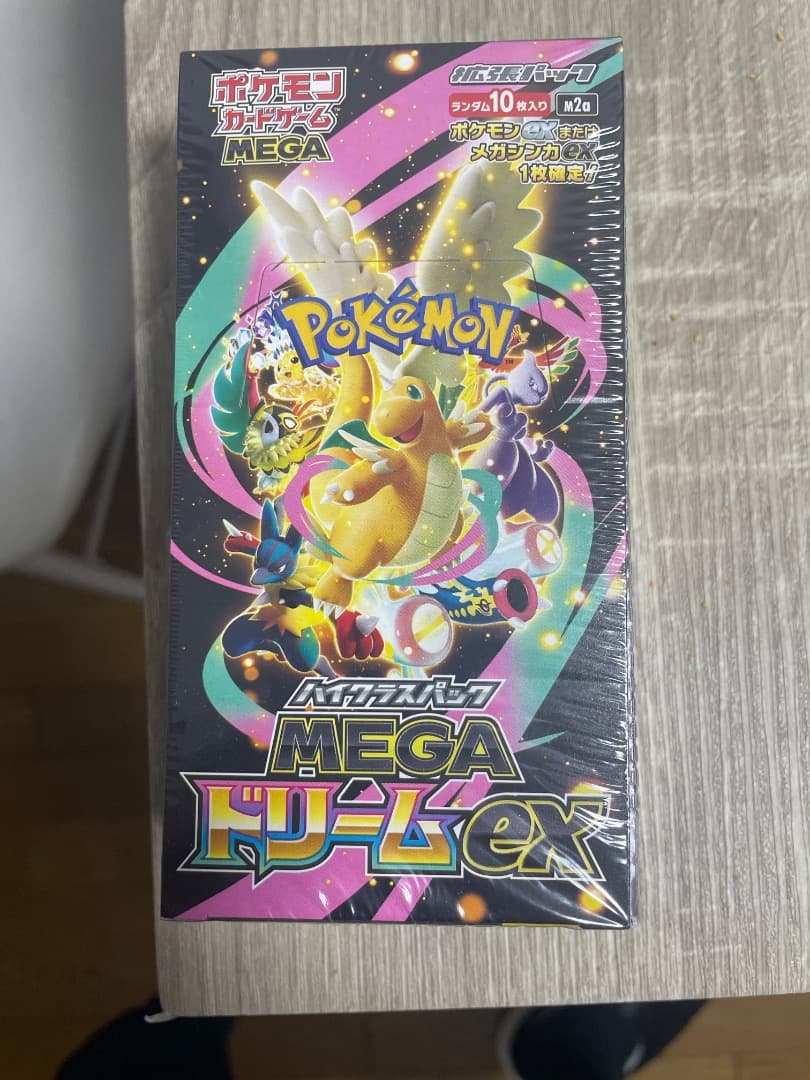 ポケモン
カードゲーム
MEGA
拡張パック
ランダム10枚入り M2a
ポケモンexまたは
メガシンカex
1枚確定!
POKéMON
TM
ハイクラスパック
MEGA
ドリームex